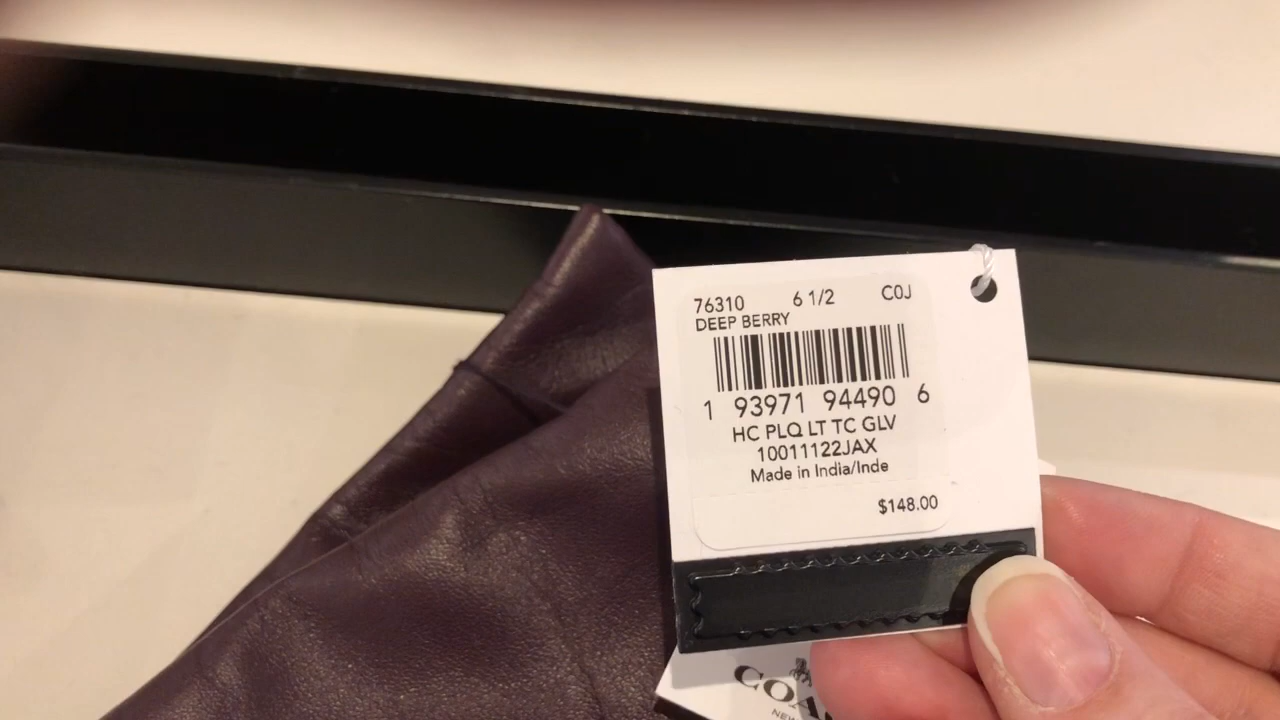 76310 6 1/2 C0J
DEEP BERRY
1 93971 94490 6
HC PLQ LT TC GLV
10011122JAX
Made in India/Inde
$148.00